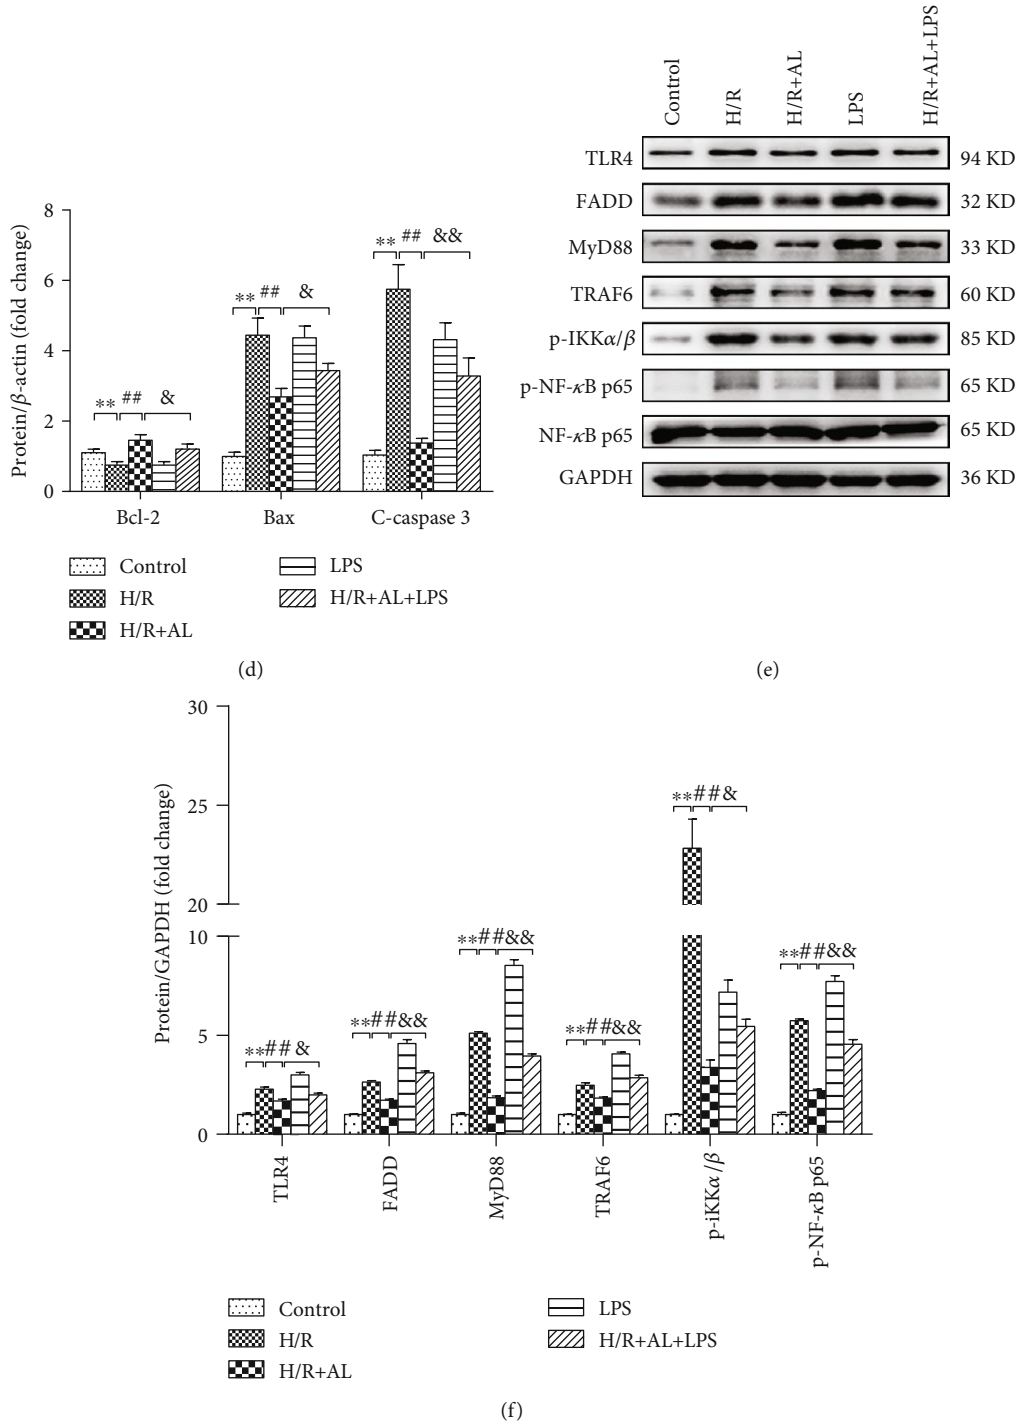 Protein/β-actin (fold change)
8
6
4
2
0
** ## &
** ## &
** ## &&
Bcl-2 Bax C-caspase 3
Control LPS
H/R H/R+AL+LPS
H/R+AL
(d)
Control H/R H/R+AL LPS H/R+AL+LPS
TLR4 94 KD
FADD 32 KD
MyD88 33 KD
TRAF6 60 KD
p-IKKα/β 85 KD
p-NF-κB p65 65 KD
NF-κB p65 65 KD
GAPDH 36 KD
(e)
Protein/GAPDH (fold change)
30
25
20
10
5
0
**## &
**##&&
**##&&
**##&&
**##&
**##&&
TLR4 FADD MyD88 TRAF6 p-iKKα/β p-NF-κB p65
Control LPS
H/R H/R+AL+LPS
H/R+AL
(f)